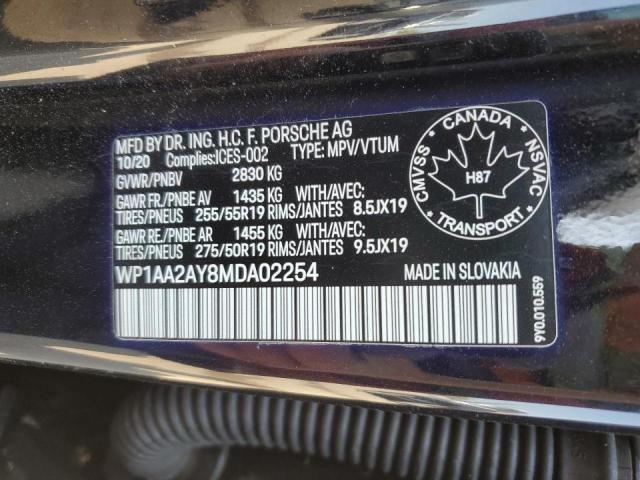 MFD BY DR. ING. H.C. F. PORSCHE AG
10/20 Complies:ICES-002 TYPE: MPV/VTUM
GVWR/PNBV 2830 KG
GAWR FR./PNBE AV 1435 KG WITH/AVEC:
TIRES/PNEUS 255/55R19 RIMS/JANTES 8.5JX19
GAWR RE./PNBE AR 1455 KG WITH/AVEC:
TIRES/PNEUS 275/50R19 RIMS/JANTES 9.5JX19
WP1AA2AY8MDA02254 MADE IN SLOVAKIA
CANADA
CMVSS
NSVAC
H87
TRANSPORT
9Y0.010.559